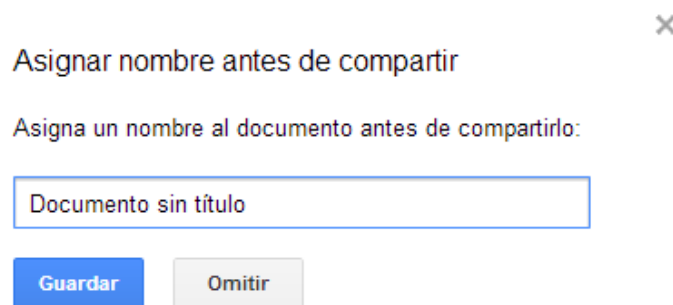 Asignar nombre antes de compartir
Asigna un nombre al documento antes de compartirlo:
Documento sin título
Guardar Omitir